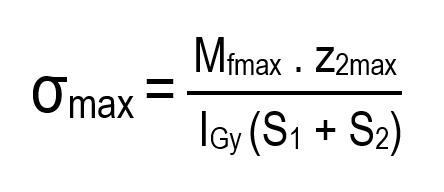 σmax = Mfmax . z2max
IGy (S1 + S2)